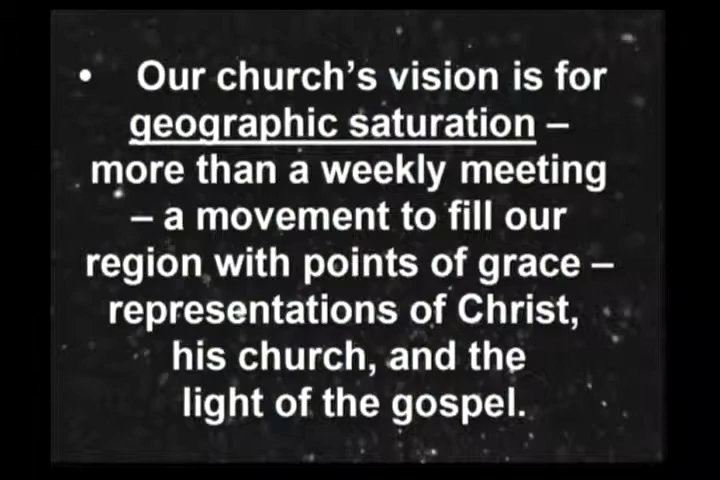 • Our church's vision is for
geographic saturation –
more than a weekly meeting
– a movement to fill our
region with points of grace –
representations of Christ,
his church, and the
light of the gospel.